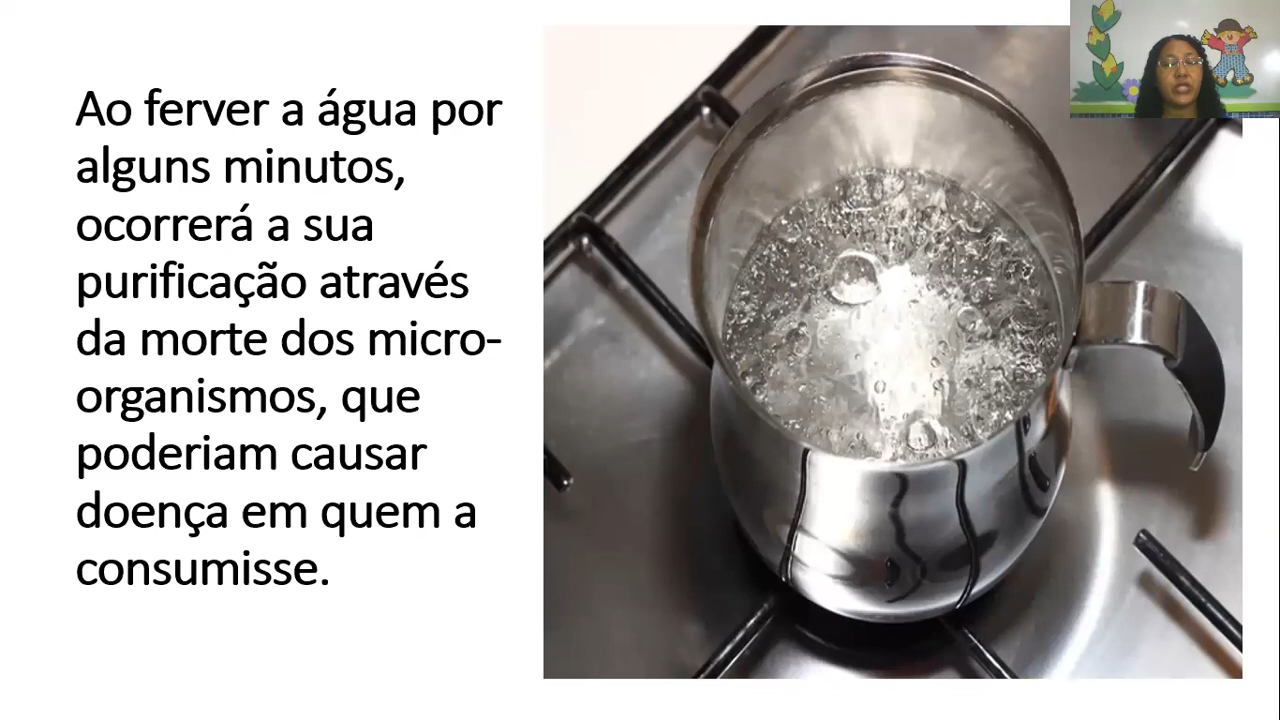 Ao ferver a água por
alguns minutos,
ocorrerá a sua
purificação através
da morte dos micro-
organismos, que
poderiam causar
doença em quem a
consumisse.